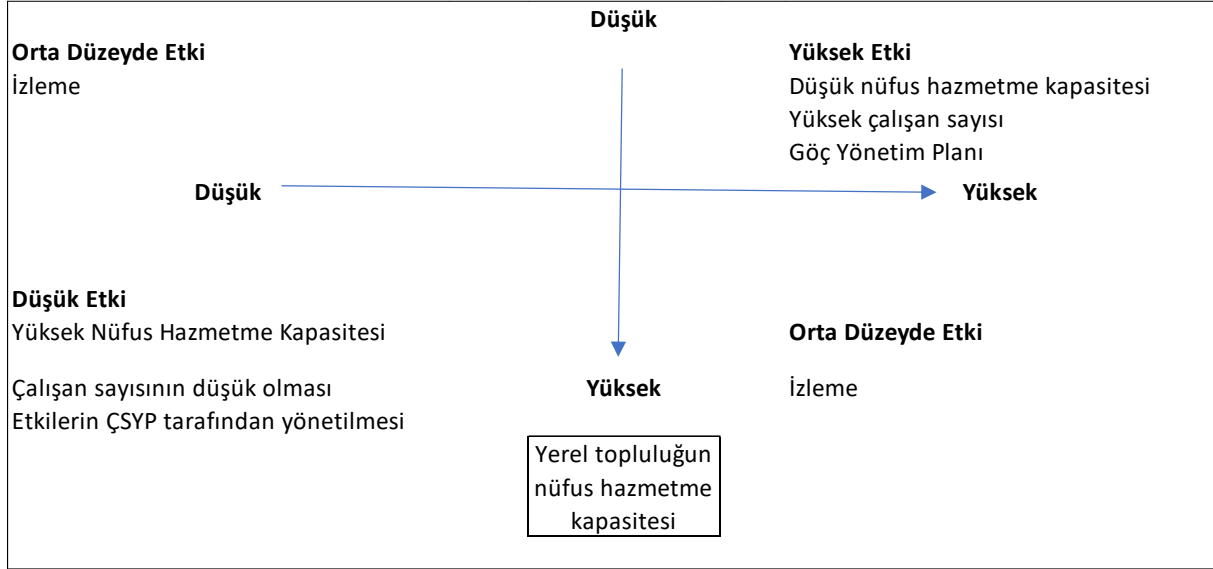 Düşük
Orta Düzeyde Etki
İzleme
Yüksek Etki
Düşük nüfus hazmetme kapasitesi
Yüksek çalışan sayısı
Göç Yönetim Planı
Düşük
Yüksek
Düşük Etki
Yüksek Nüfus Hazmetme Kapasitesi
Çalışan sayısının düşük olması
Etkilerin ÇSYP tarafından yönetilmesi
Yüksek
Orta Düzeyde Etki
İzleme
Yerel topluluğun
nüfus hazmetme
kapasitesi